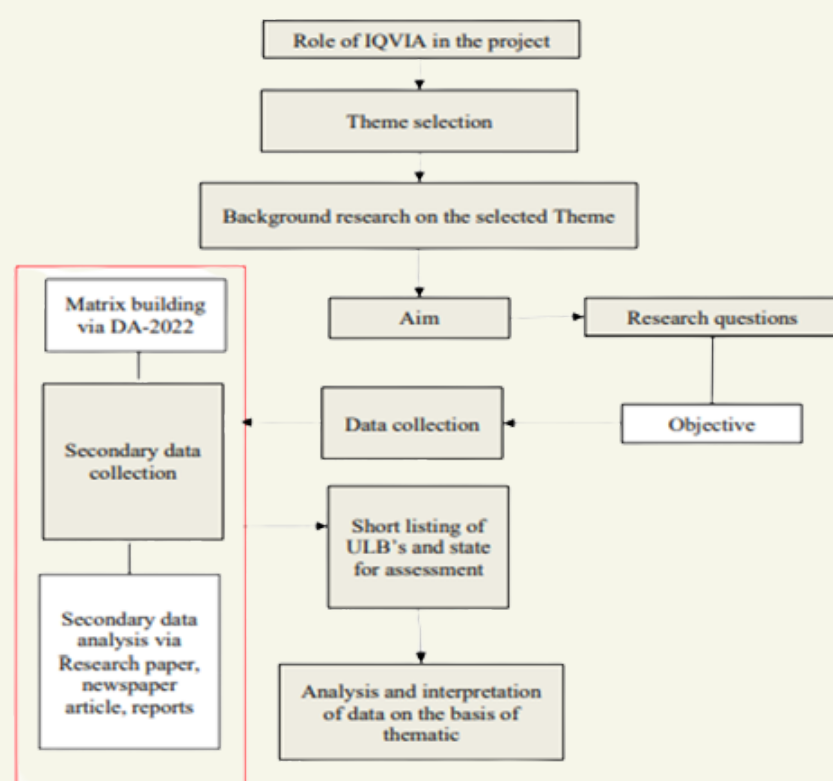 Role of IQVIA in the project
Theme selection
Background research on the selected Theme
Aim
Research questions
Objective
Data collection
Matrix building
via DA-2022
Secondary data
collection
Secondary data
analysis via
Research paper,
newspaper
article, reports
Short listing of
ULB's and state
for assessment
Analysis and interpretation
of data on the basis of
thematic